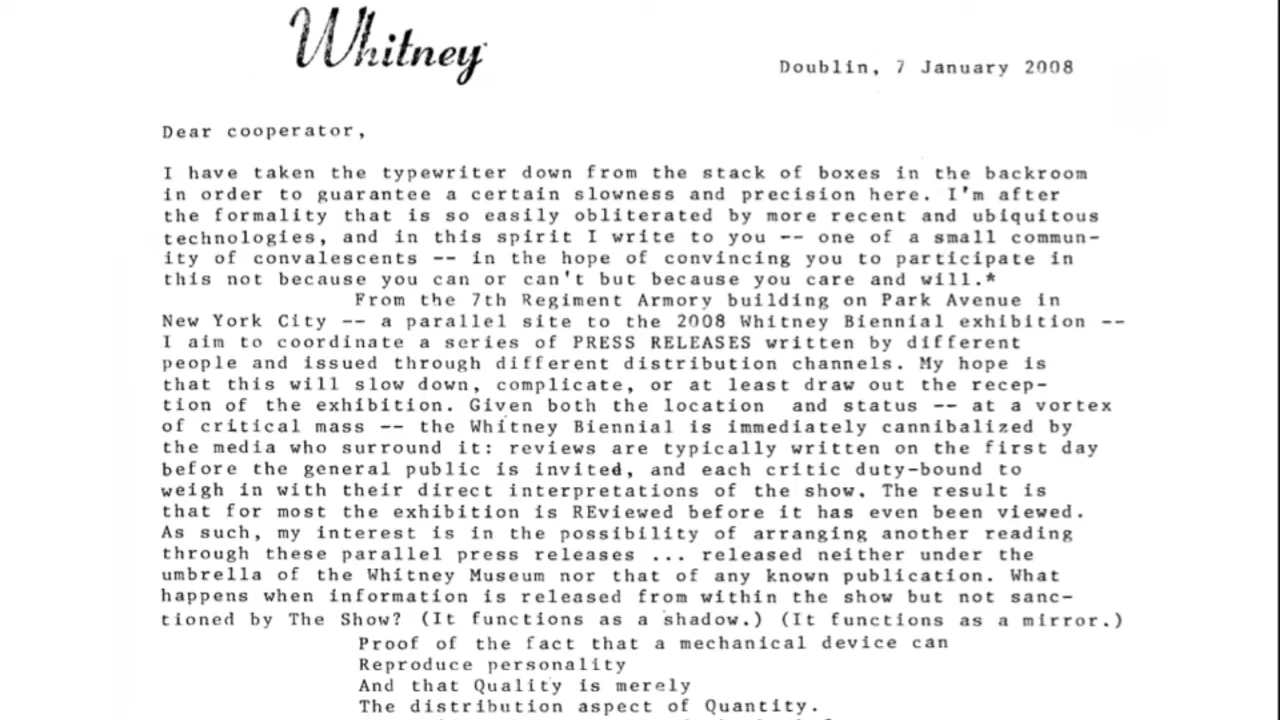 Whitney
Doublin, 7 January 2008
Dear cooperator,
I have taken the typewriter down from the stack of boxes in the backroom
in order to guarantee a certain slowness and precision here. I'm after
the formality that is so easily obliterated by more recent and ubiquitous
technologies, and in this spirit I write to you -- one of a small commun-
ity of convalescents -- in the hope of convincing you to participate in
this not because you can or can't but because you care and will.*
From the 7th Regiment Armory building on Park Avenue in
New York City -- a parallel site to the 2008 Whitney Biennial exhibition --
I aim to coordinate a series of PRESS RELEASES written by different
people and issued through different distribution channels. My hope is
that this will slow down, complicate, or at least draw out the recep-
tion of the exhibition. Given both the location  and status -- at a vortex
of critical mass -- the Whitney Biennial is immediately cannibalized by
the media who surround it: reviews are typically written on the first day
before the general public is invited, and each critic duty-bound to
weigh in with their direct interpretations of the show. The result is
that for most the exhibition is REviewed before it has even been viewed.
As such, my interest is in the possibility of arranging another reading
through these parallel press releases ... released neither under the
umbrella of the Whitney Museum nor that of any known publication. What
happens when information is released from within the show but not sanc-
tioned by The Show? (It functions as a shadow.) (It functions as a mirror.)
Proof of the fact that a mechanical device can
Reproduce personality
And that Quality is merely
The distribution aspect of Quantity.